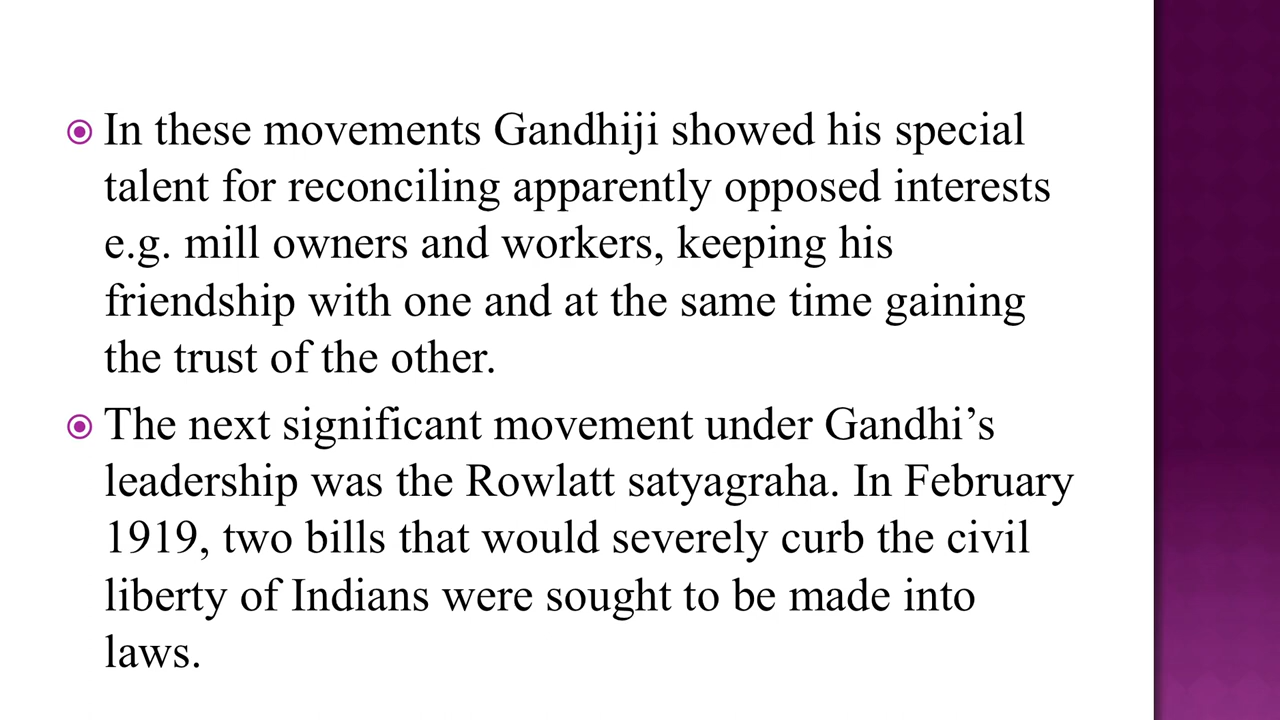 In these movements Gandhiji showed his special
talent for reconciling apparently opposed interests
e.g. mill owners and workers, keeping his
friendship with one and at the same time gaining
the trust of the other.
The next significant movement under Gandhi’s
leadership was the Rowlatt satyagraha. In February
1919, two bills that would severely curb the civil
liberty of Indians were sought to be made into
laws.